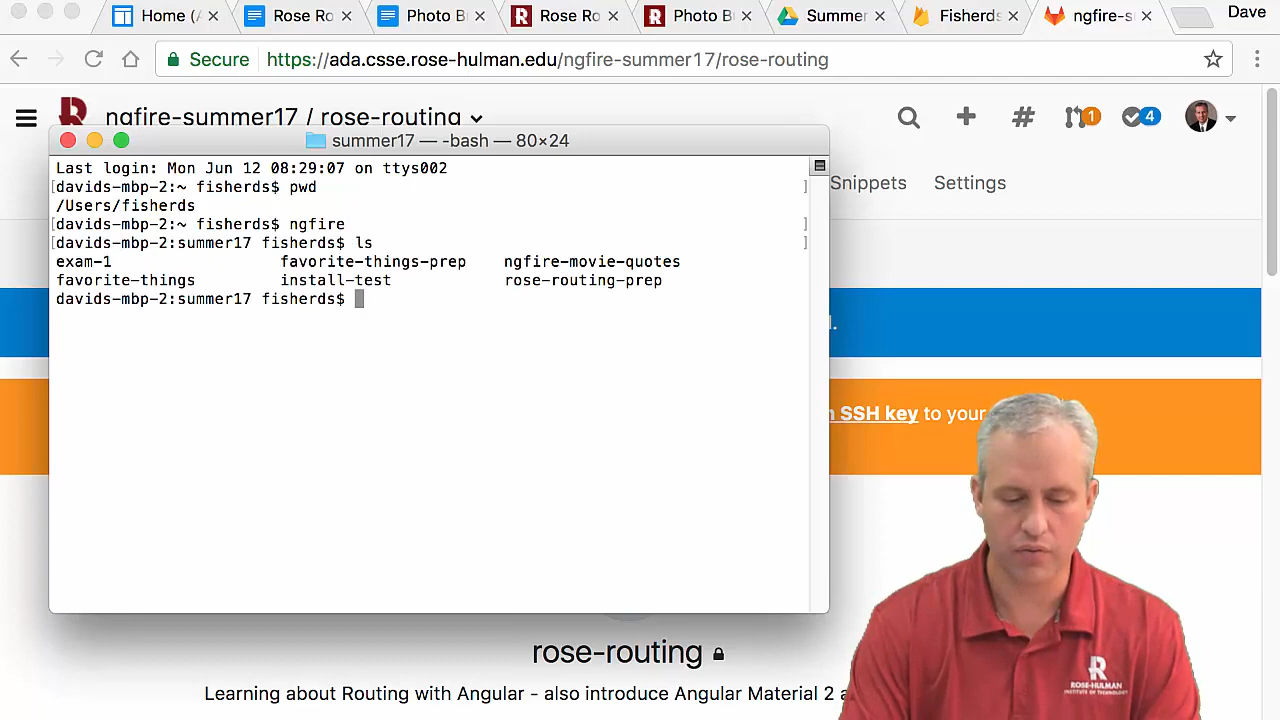 Home (A
Rose Ro
Photo B
Rose Ro
Photo B
Summer
Fisherds
ngfire-s
Dave
Secure https://ada.csse.rose-hulman.edu/ngfire-summer17/rose-routing
ngfire-summer17 / rose-routing
1
4
summer17 — -bash — 80×24
Snippets
Settings
Last login: Mon Jun 12 08:29:07 on ttys002
[davids-mbp-2:~ fisherds$ pwd ]
/Users/fisherds
[davids-mbp-2:~ fisherds$ ngfire ]
[davids-mbp-2:summer17 fisherds$ ls ]
exam-1 favorite-things-prep ngfire-movie-quotes
favorite-things install-test rose-routing-prep
davids-mbp-2:summer17 fisherds$
SSH key to your
rose-routing
Learning about Routing with Angular - also introduce Angular Material 2
ROSE-HULMAN
INSTITUTE OF TECHNOLOGY